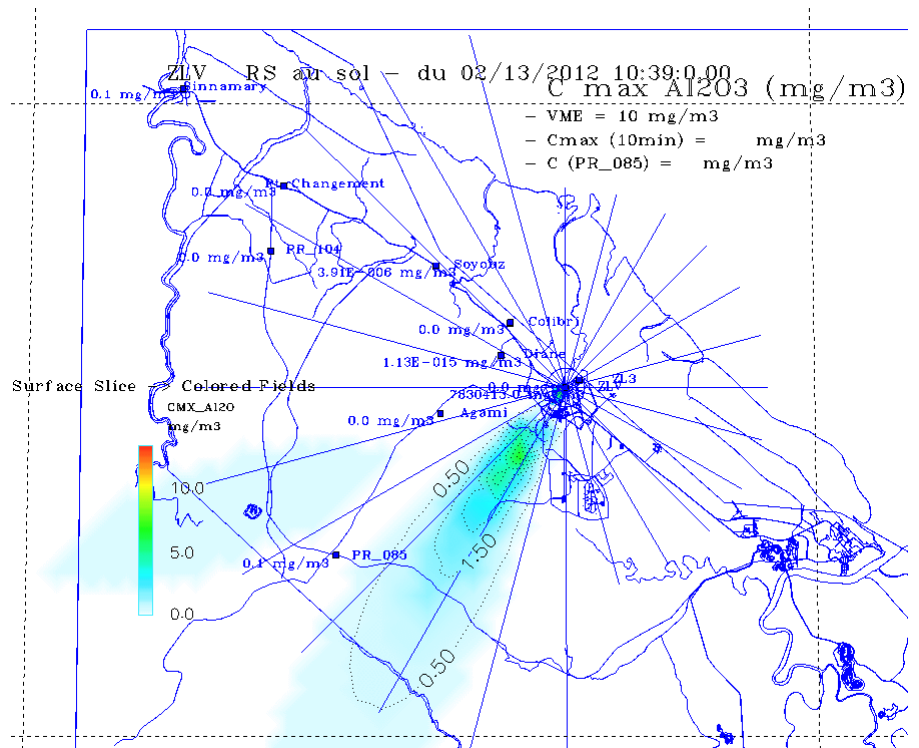 ZLV RS au sol - du 02/13/2012 10:39:0.00
C max Al2O3 (mg/m3)
- VME = 10 mg/m3
- Cmax (10min) = mg/m3
- C (PR_085) = mg/m3
Sinnamary
0.1 mg/m3
Pt Changement
0.0 mg/m3
PR_104
0.0 mg/m3
Soyouz
3.91E-006 mg/m3
Colibri
0.0 mg/m3
Diane
1.13E-015 mg/m3
ZL3
ZLV
Surface Slice - Colored Fields
CMX_Al2O
mg/m3
Agami
0.0 mg/m3
10.0
5.0
0.0
0.50
1.50
0.50
PR_085
0.1 mg/m3